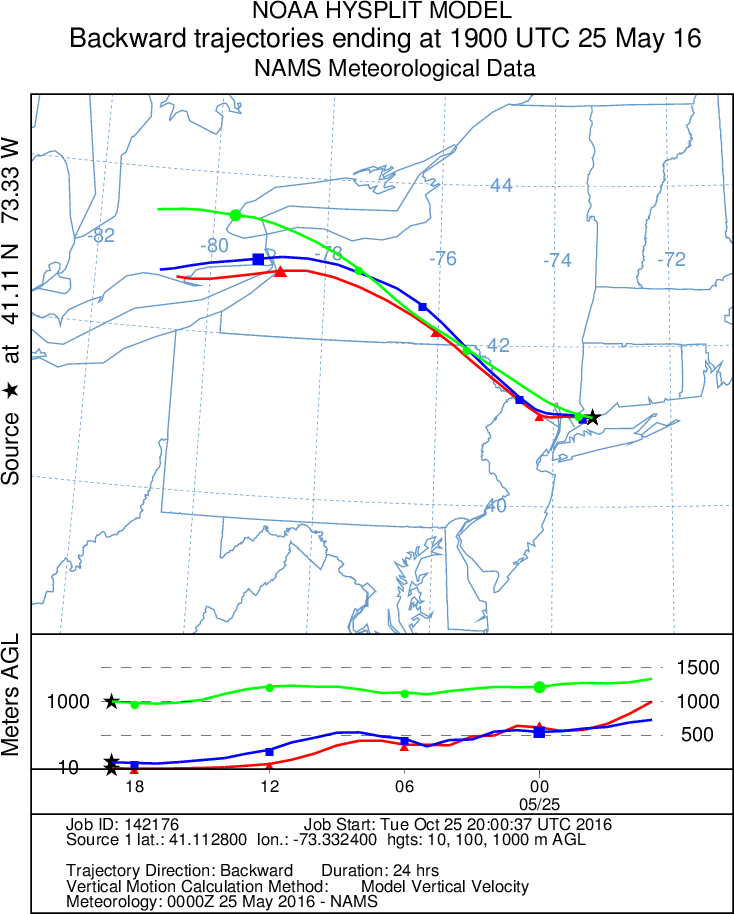 NOAA HYSPLIT MODEL
Backward trajectories ending at 1900 UTC 25 May 16
NAMS Meteorological Data
Source ★ at 41.11 N 73.33 W
44
-82
-80
-78
-76
-74
-72
42
40
Meters AGL
1500
1000
1000
500
10
18
12
06
00
05/25
Job ID: 142176 Job Start: Tue Oct 25 20:00:37 UTC 2016
Source 1 lat.: 41.112800 lon.: -73.332400 hgts: 10, 100, 1000 m AGL
Trajectory Direction: Backward Duration: 24 hrs
Vertical Motion Calculation Method: Model Vertical Velocity
Meteorology: 0000Z 25 May 2016 - NAMS